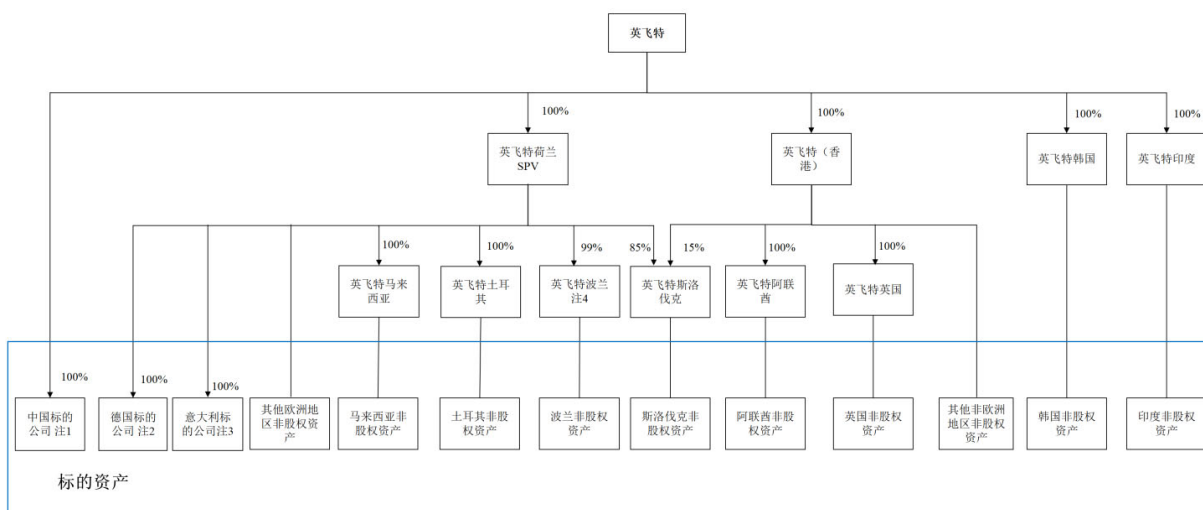 英飞特
100%
100%
100%
100%
英飞特荷兰
SPV
英飞特（香
港）
英飞特韩国
英飞特印度
100%
100%
99%
85%
15%
100%
100%
英飞特马来
西亚
英飞特土耳
其
英飞特波兰
注4
英飞特斯洛
伐克
英飞特阿联
酋
英飞特英国
100%
100%
100%
中国标的
公司 注1
德国标的
公司 注2
意大利标
的公司注3
其他欧洲地
区非股权资
产
马来西亚非
股权资产
土耳其非股
权资产
波兰非股权
资产
斯洛伐克非
股权资产
阿联酋非股
权资产
英国非股权
资产
其他非欧洲
地区非股权
资产
韩国非股权
资产
印度非股权
资产
标的资产